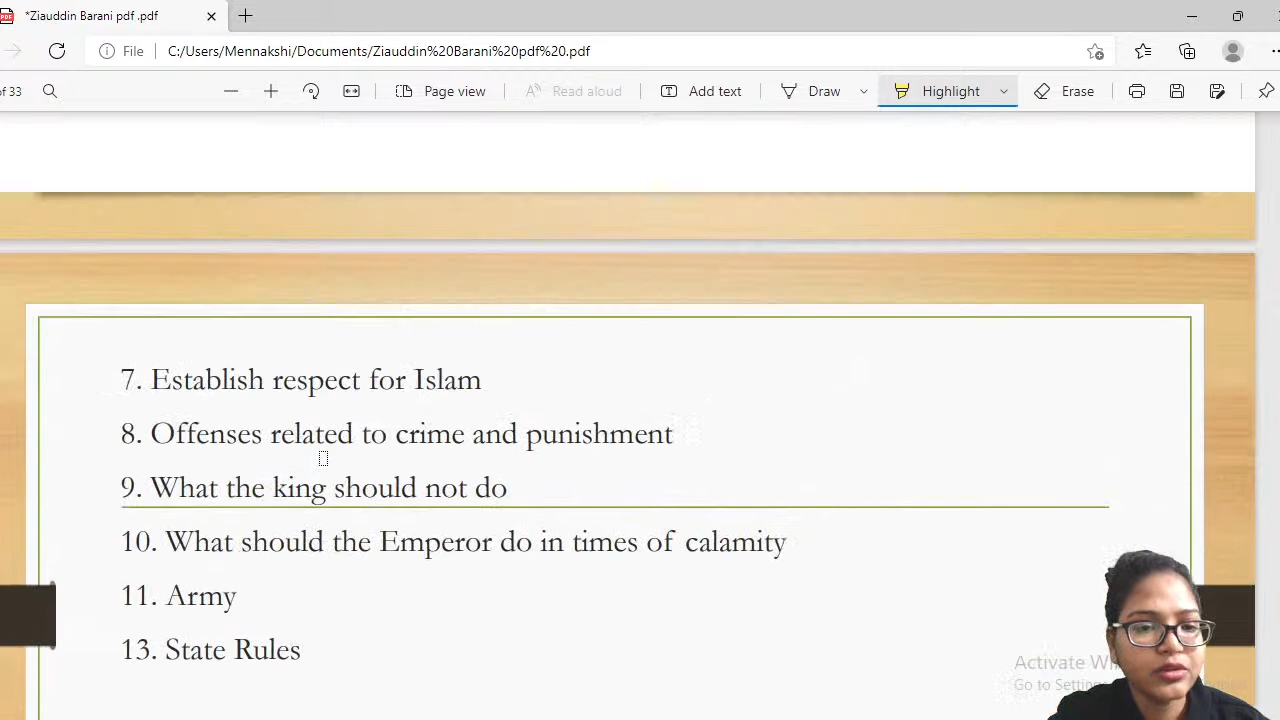 *Ziauddin Barani pdf .pdf
File C:/Users/Mennakshi/Documents/Ziauddin%20Barani%20pdf%20.pdf
of 33 Page view Read aloud Add text Draw Highlight Erase
7. Establish respect for Islam
8. Offenses related to crime and punishment
9. What the king should not do
10. What should the Emperor do in times of calamity
11. Army
13. State Rules
Activate
Go to